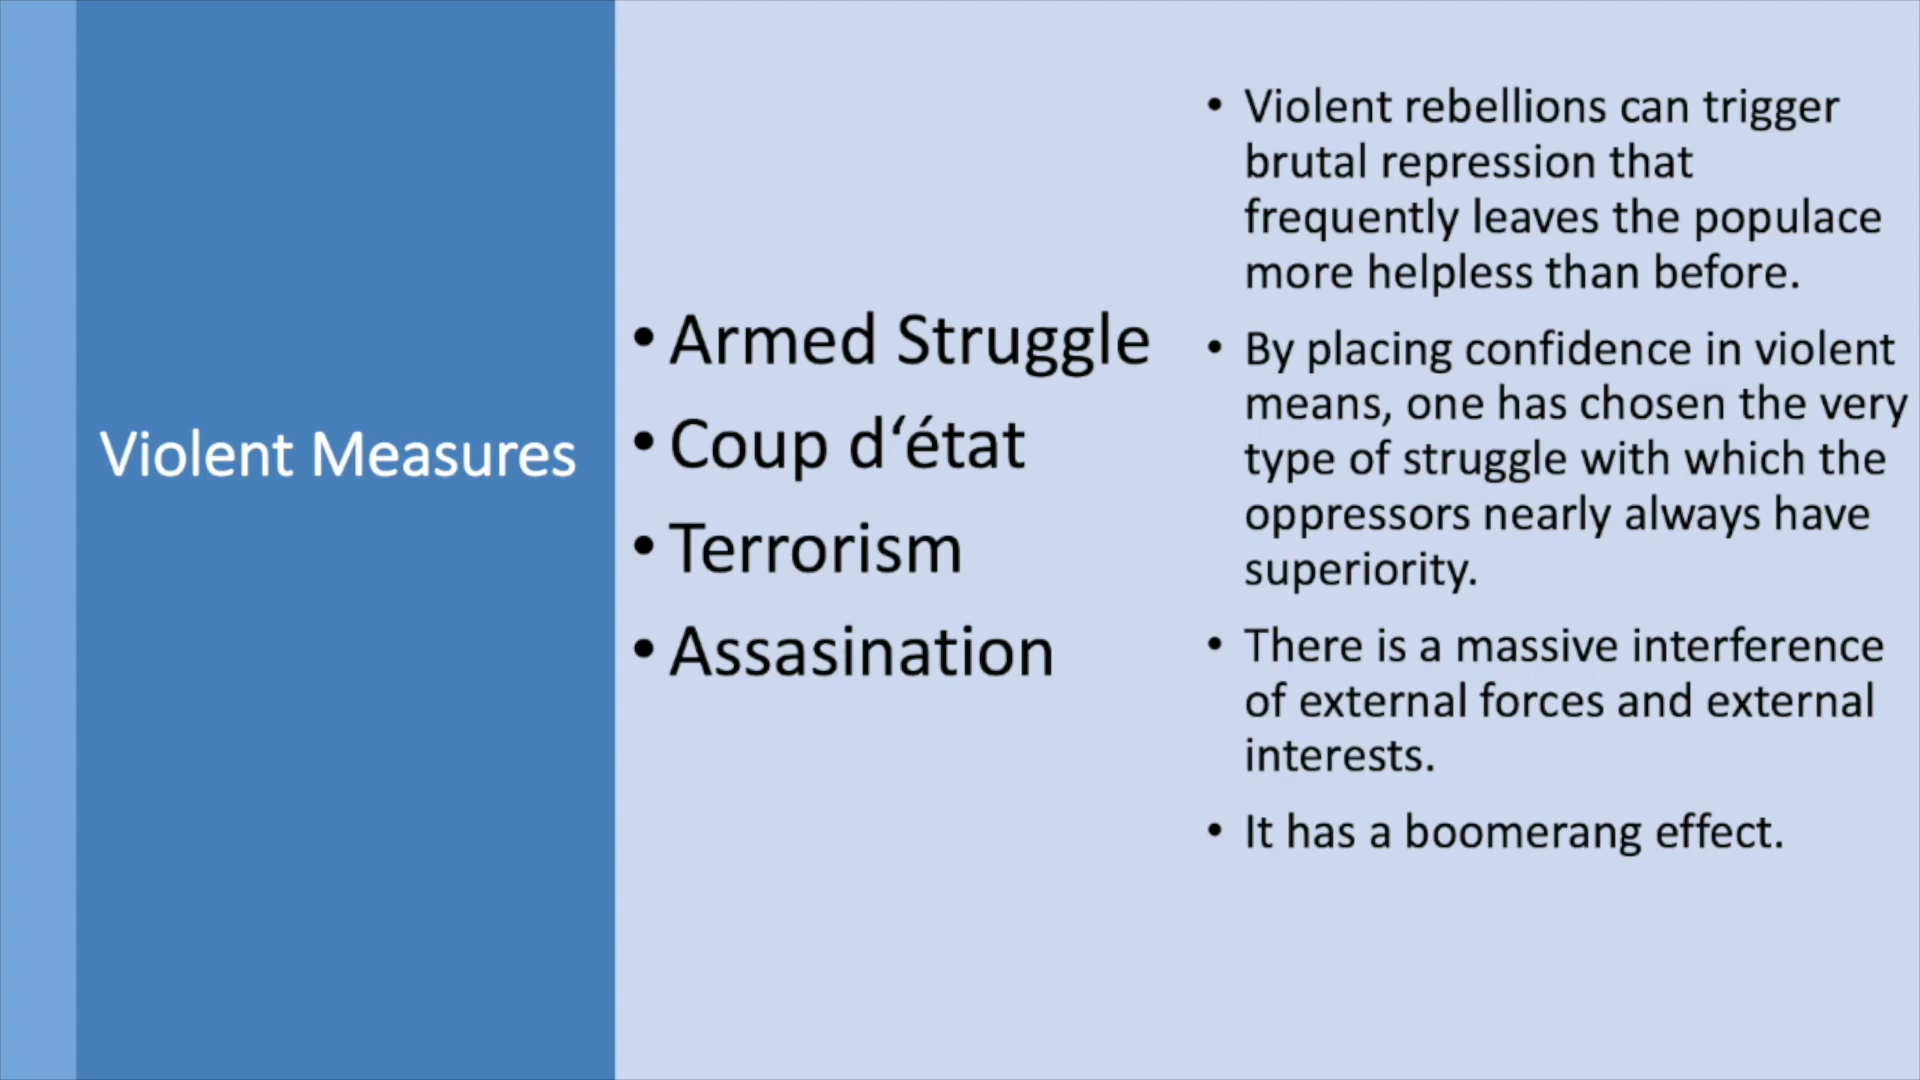 Violent Measures
• Armed Struggle
• Coup d‘état
• Terrorism
• Assasination
• Violent rebellions can trigger
brutal repression that
frequently leaves the populace
more helpless than before.
• By placing confidence in violent
means, one has chosen the very
type of struggle with which the
oppressors nearly always have
superiority.
• There is a massive interference
of external forces and external
interests.
• It has a boomerang effect.